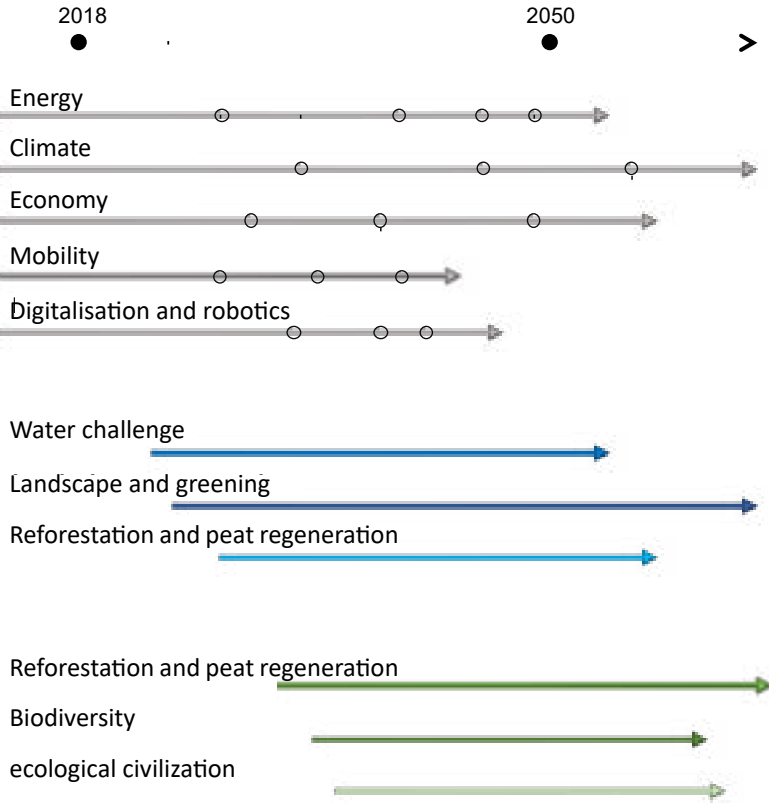 2018 2050
Energy
Climate
Economy
Mobility
Digitalisation and robotics
Water challenge
Landscape and greening
Reforestation and peat regeneration
Reforestation and peat regeneration
Biodiversity
ecological civilization